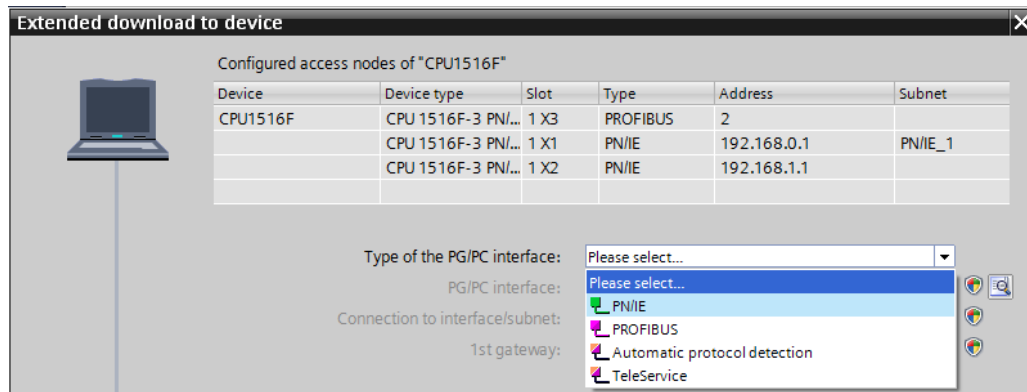 Extended download to device
Configured access nodes of "CPU1516F"
Device Device type Slot Type Address Subnet
CPU1516F CPU 1516F-3 PN/... 1 X3 PROFIBUS 2
CPU 1516F-3 PN/... 1 X1 PN/IE 192.168.0.1 PN/IE_1
CPU 1516F-3 PN/... 1 X2 PN/IE 192.168.1.1
Type of the PG/PC interface: Please select...
PG/PC interface: Please select...
PN/IE
Connection to interface/subnet: PROFIBUS
1st gateway: Automatic protocol detection
TeleService